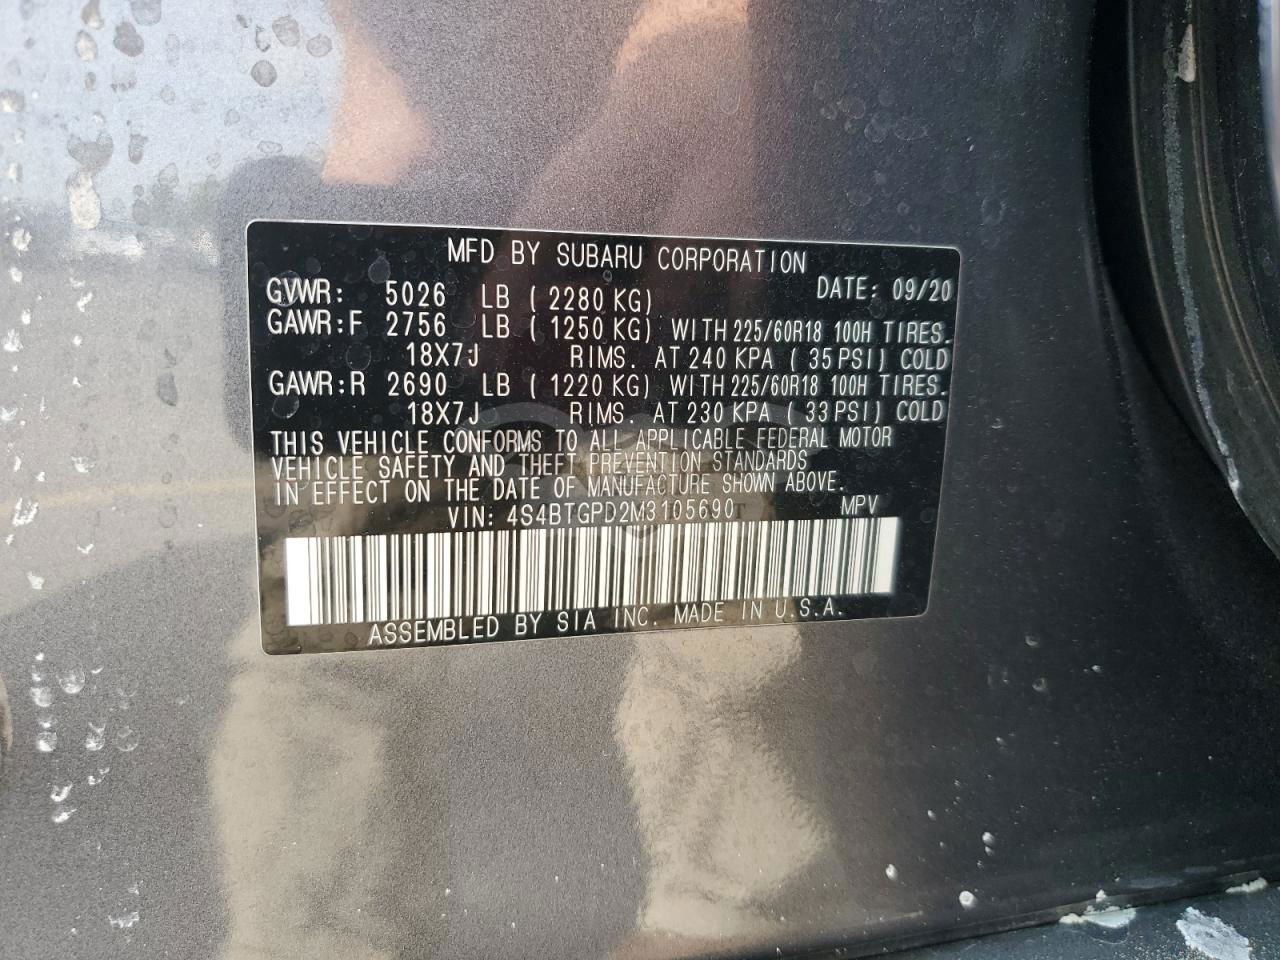 MFD BY SUBARU CORPORATION
GVWR: 5026 LB ( 2280 KG) DATE: 09/20
GAWR:F 2756 LB ( 1250 KG) WITH 225/60R18 100H TIRES.
18X7J RIMS. AT 240 KPA ( 35 PSI) COLD
GAWR:R 2690 LB ( 1220 KG) WITH 225/60R18 100H TIRES.
18X7J RIMS. AT 230 KPA ( 33 PSI) COLD
THIS VEHICLE CONFORMS TO ALL APPLICABLE FEDERAL MOTOR
VEHICLE SAFETY AND THEFT PREVENTION STANDARDS
IN EFFECT ON THE DATE OF MANUFACTURE SHOWN ABOVE.
VIN: 4S4BTGPD2M3105690 MPV
ASSEMBLED BY SIA INC. MADE IN U.S.A.